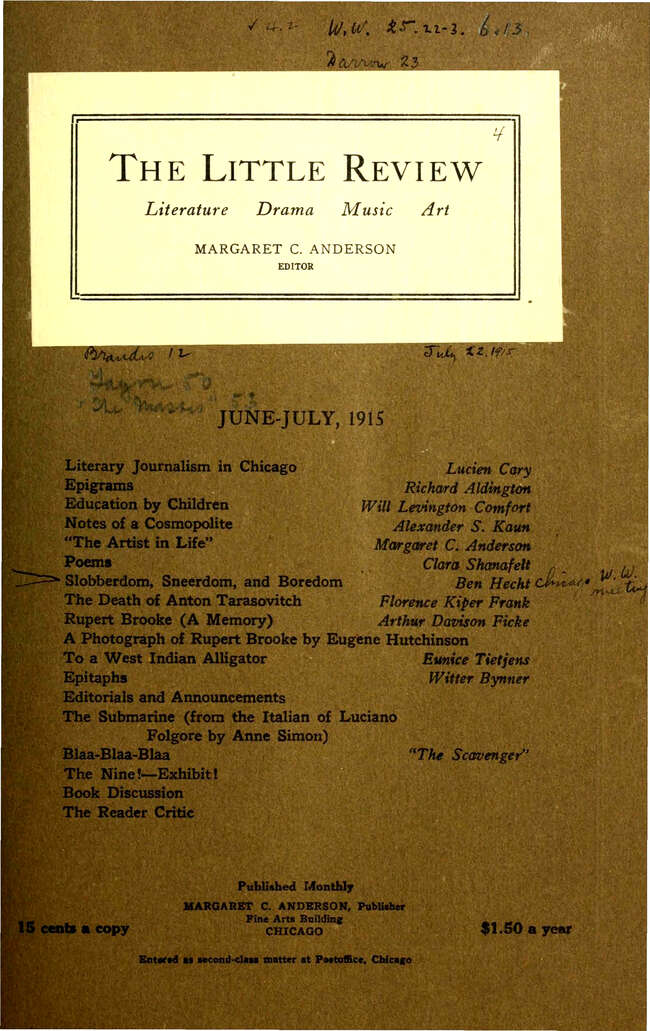 W.W. 25. 22-3. 6.13.
Darrow 23
4
THE LITTLE REVIEW
Literature Drama Music Art
MARGARET C. ANDERSON
EDITOR
Brandes 12 July 22, 1915
"The Masses" 53
JUNE-JULY, 1915
Literary Journalism in Chicago Lucien Cary
Epigrams Richard Aldington
Education by Children Will Levington Comfort
Notes of a Cosmopolite Alexander S. Kaun
“The Artist in Life” Margaret C. Anderson
Poems Clara Shanafelt
Slobberdom, Sneerdom, and Boredom Ben Hecht Chicago W.W. meeting
The Death of Anton Tarasovitch Florence Kiper Frank
Rupert Brooke (A Memory) Arthur Davison Ficke
A Photograph of Rupert Brooke by Eugene Hutchinson
To a West Indian Alligator Eunice Tietjens
Epitaphs Witter Bynner
Editorials and Announcements
The Submarine (from the Italian of Luciano
Folgore by Anne Simon)
Blaa-Blaa-Blaa “The Scavenger”
The Nine!—Exhibit!
Book Discussion
The Reader Critic
Published Monthly
MARGARET C. ANDERSON, Publisher
Fine Arts Building
CHICAGO
15 cents a copy $1.50 a year
Entered as second-class matter at Postoffice, Chicago